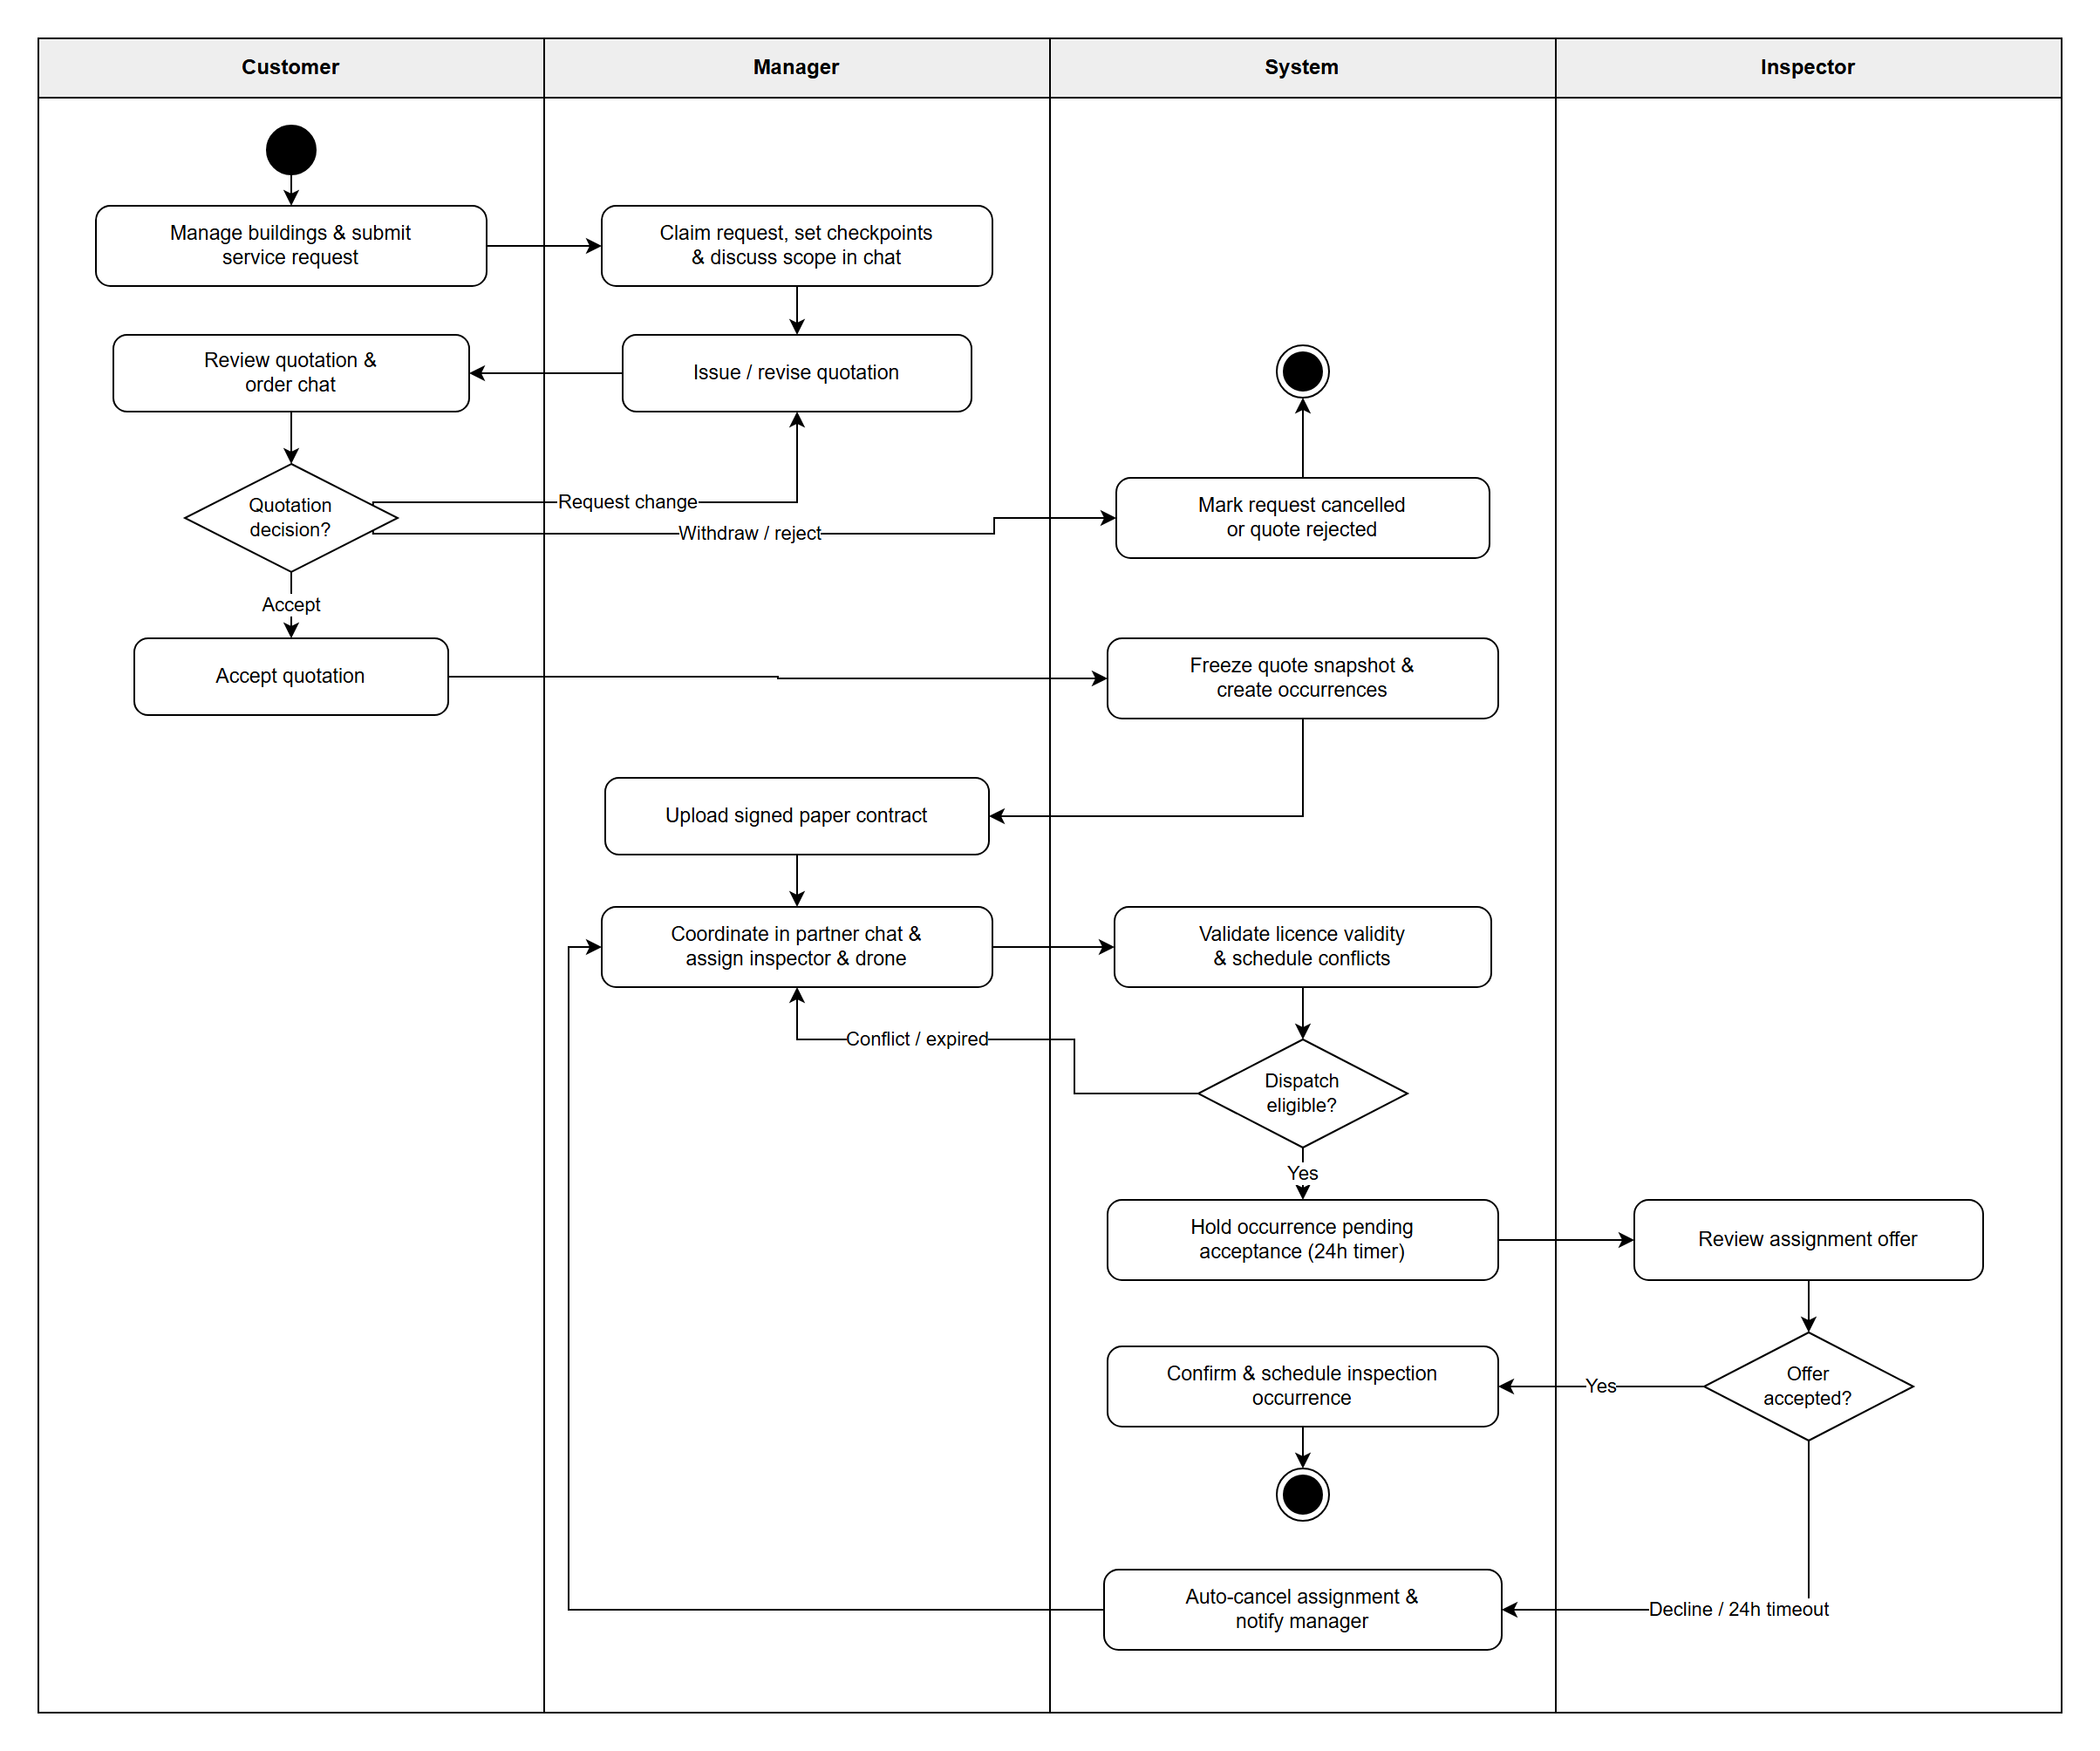 Customer
Manager
System
Inspector
Manage buildings & submit
service request
Claim request, set checkpoints
& discuss scope in chat
Review quotation &
order chat
Issue / revise quotation
Quotation
decision?
Request change
Withdraw / reject
Mark request cancelled
or quote rejected
Accept
Accept quotation
Freeze quote snapshot &
create occurrences
Upload signed paper contract
Coordinate in partner chat &
assign inspector & drone
Validate licence validity
& schedule conflicts
Conflict / expired
Dispatch
eligible?
Yes
Hold occurrence pending
acceptance (24h timer)
Review assignment offer
Confirm & schedule inspection
occurrence
Yes
Offer
accepted?
Auto-cancel assignment &
notify manager
Decline / 24h timeout